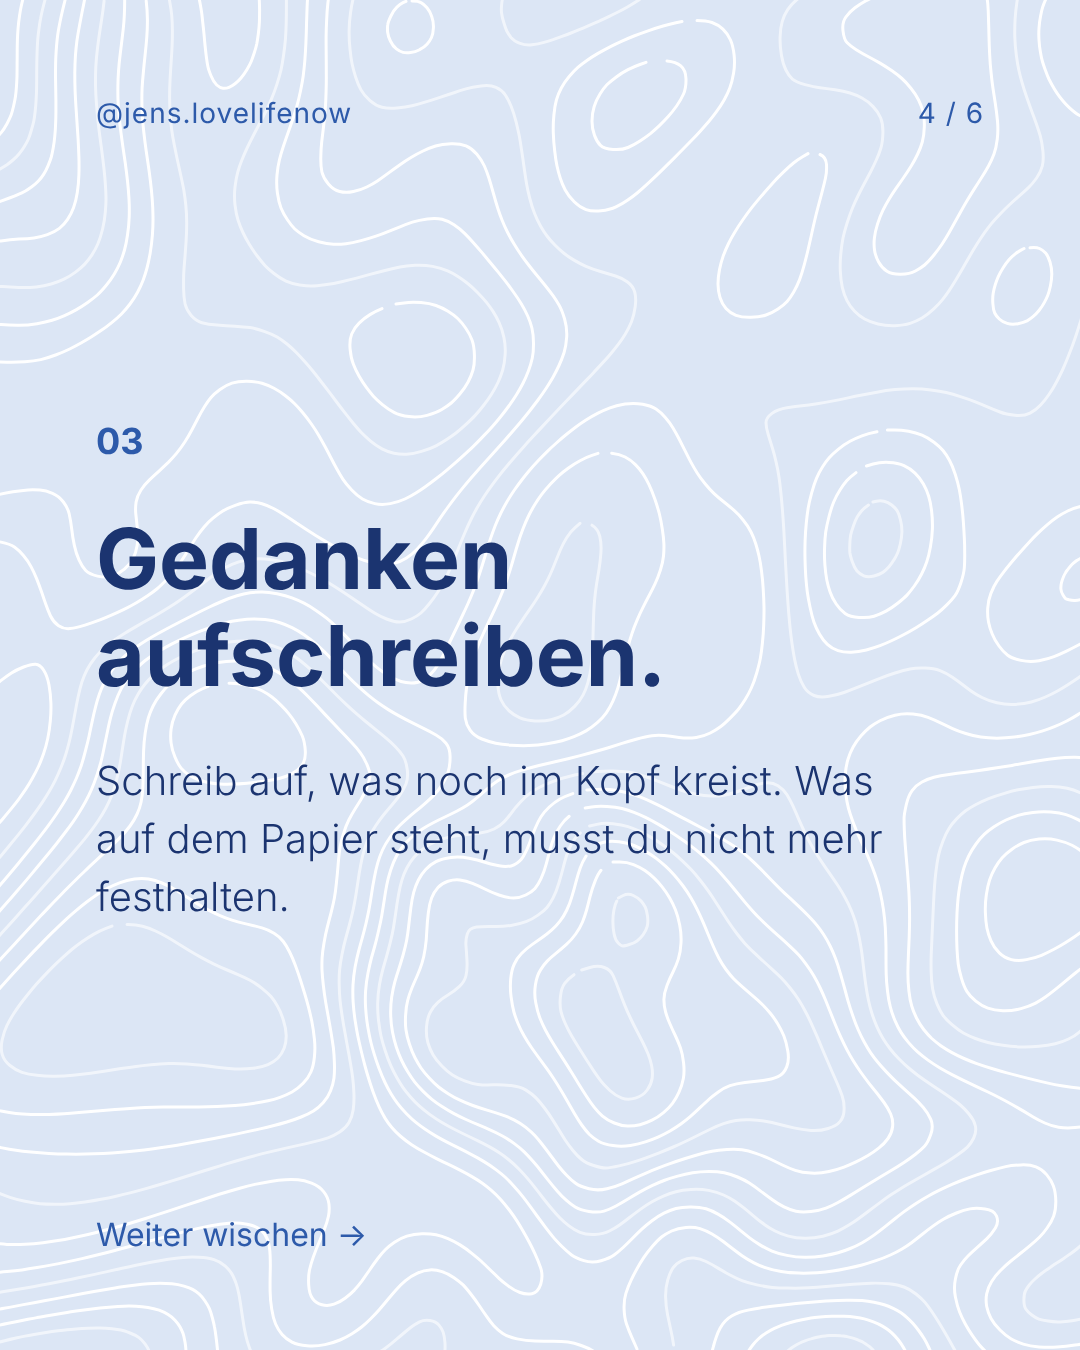 @jens.lovelifenow
4 / 6
03
Gedanken
aufschreiben.
Schreib auf, was noch im Kopf kreist. Was
auf dem Papier steht, musst du nicht mehr
festhalten.
Weiter wischen →